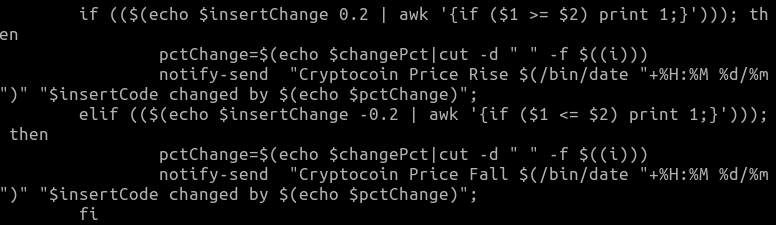 if (($(echo $insertChange 0.2 | awk '{if ($1 >= $2) print 1;}'))); th
en
pctChange=$(echo $changePct|cut -d " " -f $((i)))
notify-send  "Cryptocoin Price Rise $(/bin/date "+%H:%M %d/%m
")" "$insertCode changed by $(echo $pctChange)";
elif (($(echo $insertChange -0.2 | awk '{if ($1 <= $2) print 1;}')));
then
pctChange=$(echo $changePct|cut -d " " -f $((i)))
notify-send  "Cryptocoin Price Fall $(/bin/date "+%H:%M %d/%m
")" "$insertCode changed by $(echo $pctChange)";
fi